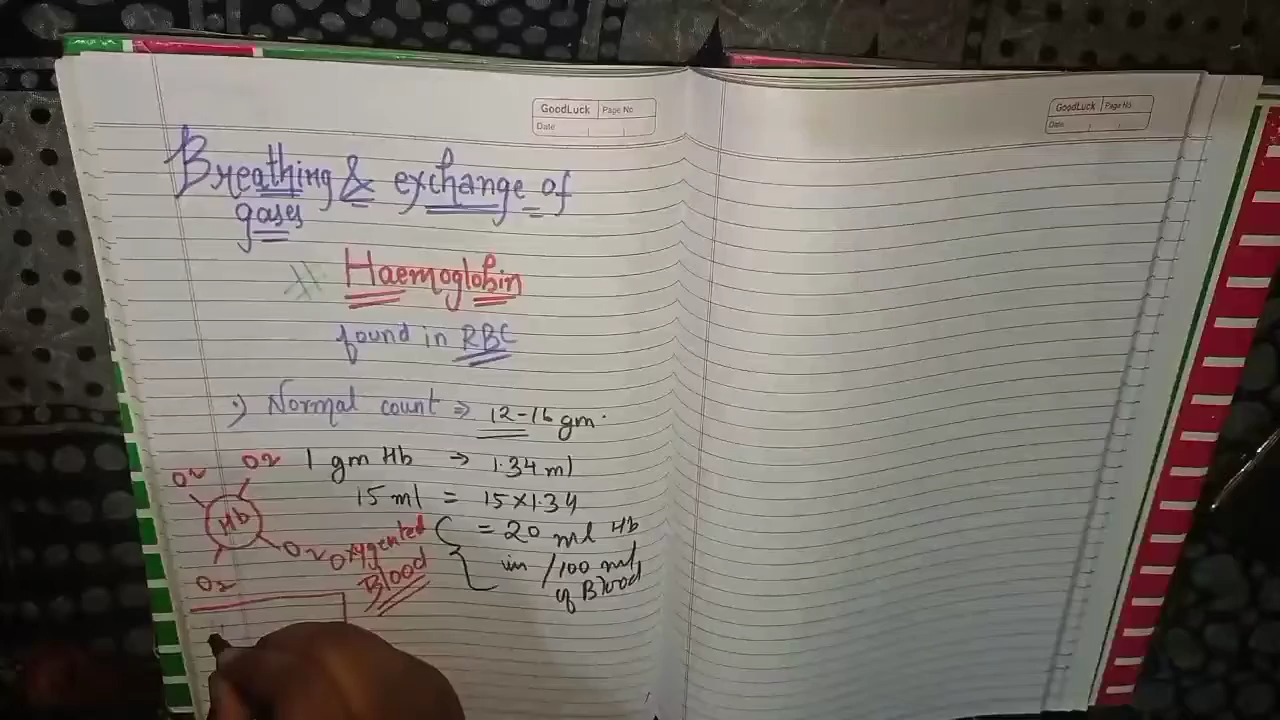 GoodLuck Page No
Date
GoodLuck Page No.
Date
Breathing & exchange of
gases
Haemoglobin
found in RBC
Normal count ⇒ 12-16 gm.
1 gm Hb → 1.34 ml
15 ml = 15×1.34
= 20 ml Hb
in /100 ml
of Blood
O2 O2
Hb
O2
O2
Oxygented
Blood